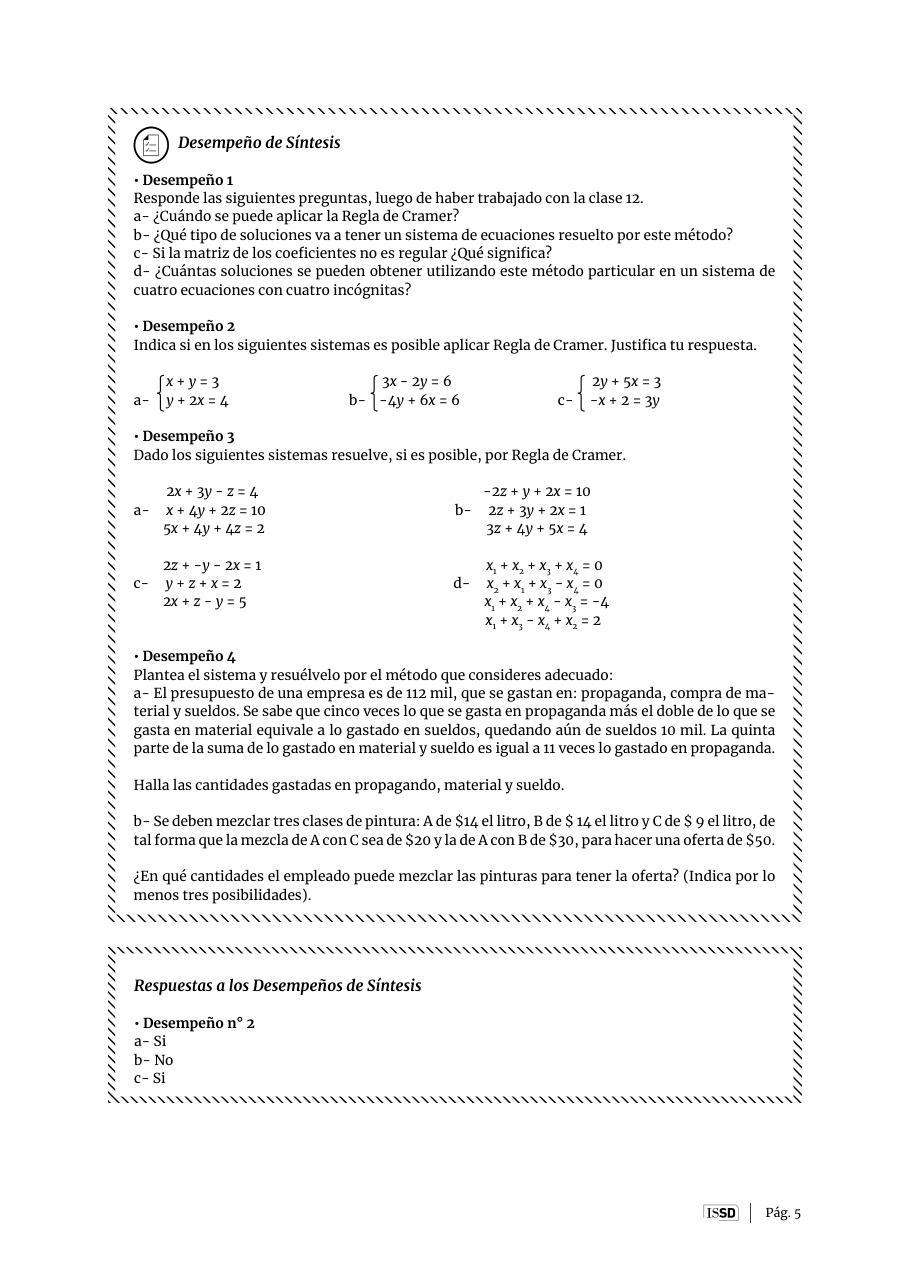 Desempeño de Síntesis
• Desempeño 1
Responde las siguientes preguntas, luego de haber trabajado con la clase 12.
a- ¿Cuándo se puede aplicar la Regla de Cramer?
b- ¿Qué tipo de soluciones va a tener un sistema de ecuaciones resuelto por este método?
c- Si la matriz de los coeficientes no es regular ¿Qué significa?
d- ¿Cuántas soluciones se pueden obtener utilizando este método particular en un sistema de
cuatro ecuaciones con cuatro incógnitas?
• Desempeño 2
Indica si en los siguientes sistemas es posible aplicar Regla de Cramer. Justifica tu respuesta.
a- { x + y = 3
y + 2x = 4
b- { 3x - 2y = 6
-4y + 6x = 6
c- { 2y + 5x = 3
-x + 2 = 3y
• Desempeño 3
Dado los siguientes sistemas resuelve, si es posible, por Regla de Cramer.
a- 2x + 3y - z = 4
x + 4y + 2z = 10
5x + 4y + 4z = 2
b- -2z + y + 2x = 10
2z + 3y + 2x = 1
3z + 4y + 5x = 4
c- 2z + -y - 2x = 1
y + z + x = 2
2x + z - y = 5
d- x₁ + x₂ + x₃ + x₄ = 0
x₂ + x₁ + x₃ - x₄ = 0
x₁ + x₂ + x₄ - x₃ = -4
x₁ + x₃ - x₄ + x₂ = 2
• Desempeño 4
Plantea el sistema y resuélvelo por el método que consideres adecuado:
a- El presupuesto de una empresa es de 112 mil, que se gastan en: propaganda, compra de ma-
terial y sueldos. Se sabe que cinco veces lo que se gasta en propaganda más el doble de lo que se
gasta en material equivale a lo gastado en sueldos, quedando aún de sueldos 10 mil. La quinta
parte de la suma de lo gastado en material y sueldo es igual a 11 veces lo gastado en propaganda.
Halla las cantidades gastadas en propagando, material y sueldo.
b- Se deben mezclar tres clases de pintura: A de $14 el litro, B de $ 14 el litro y C de $ 9 el litro, de
tal forma que la mezcla de A con C sea de $20 y la de A con B de $30, para hacer una oferta de $50.
¿En qué cantidades el empleado puede mezclar las pinturas para tener la oferta? (Indica por lo
menos tres posibilidades).
Respuestas a los Desempeños de Síntesis
• Desempeño n° 2
a- Si
b- No
c- Si
ISSD | Pág. 5